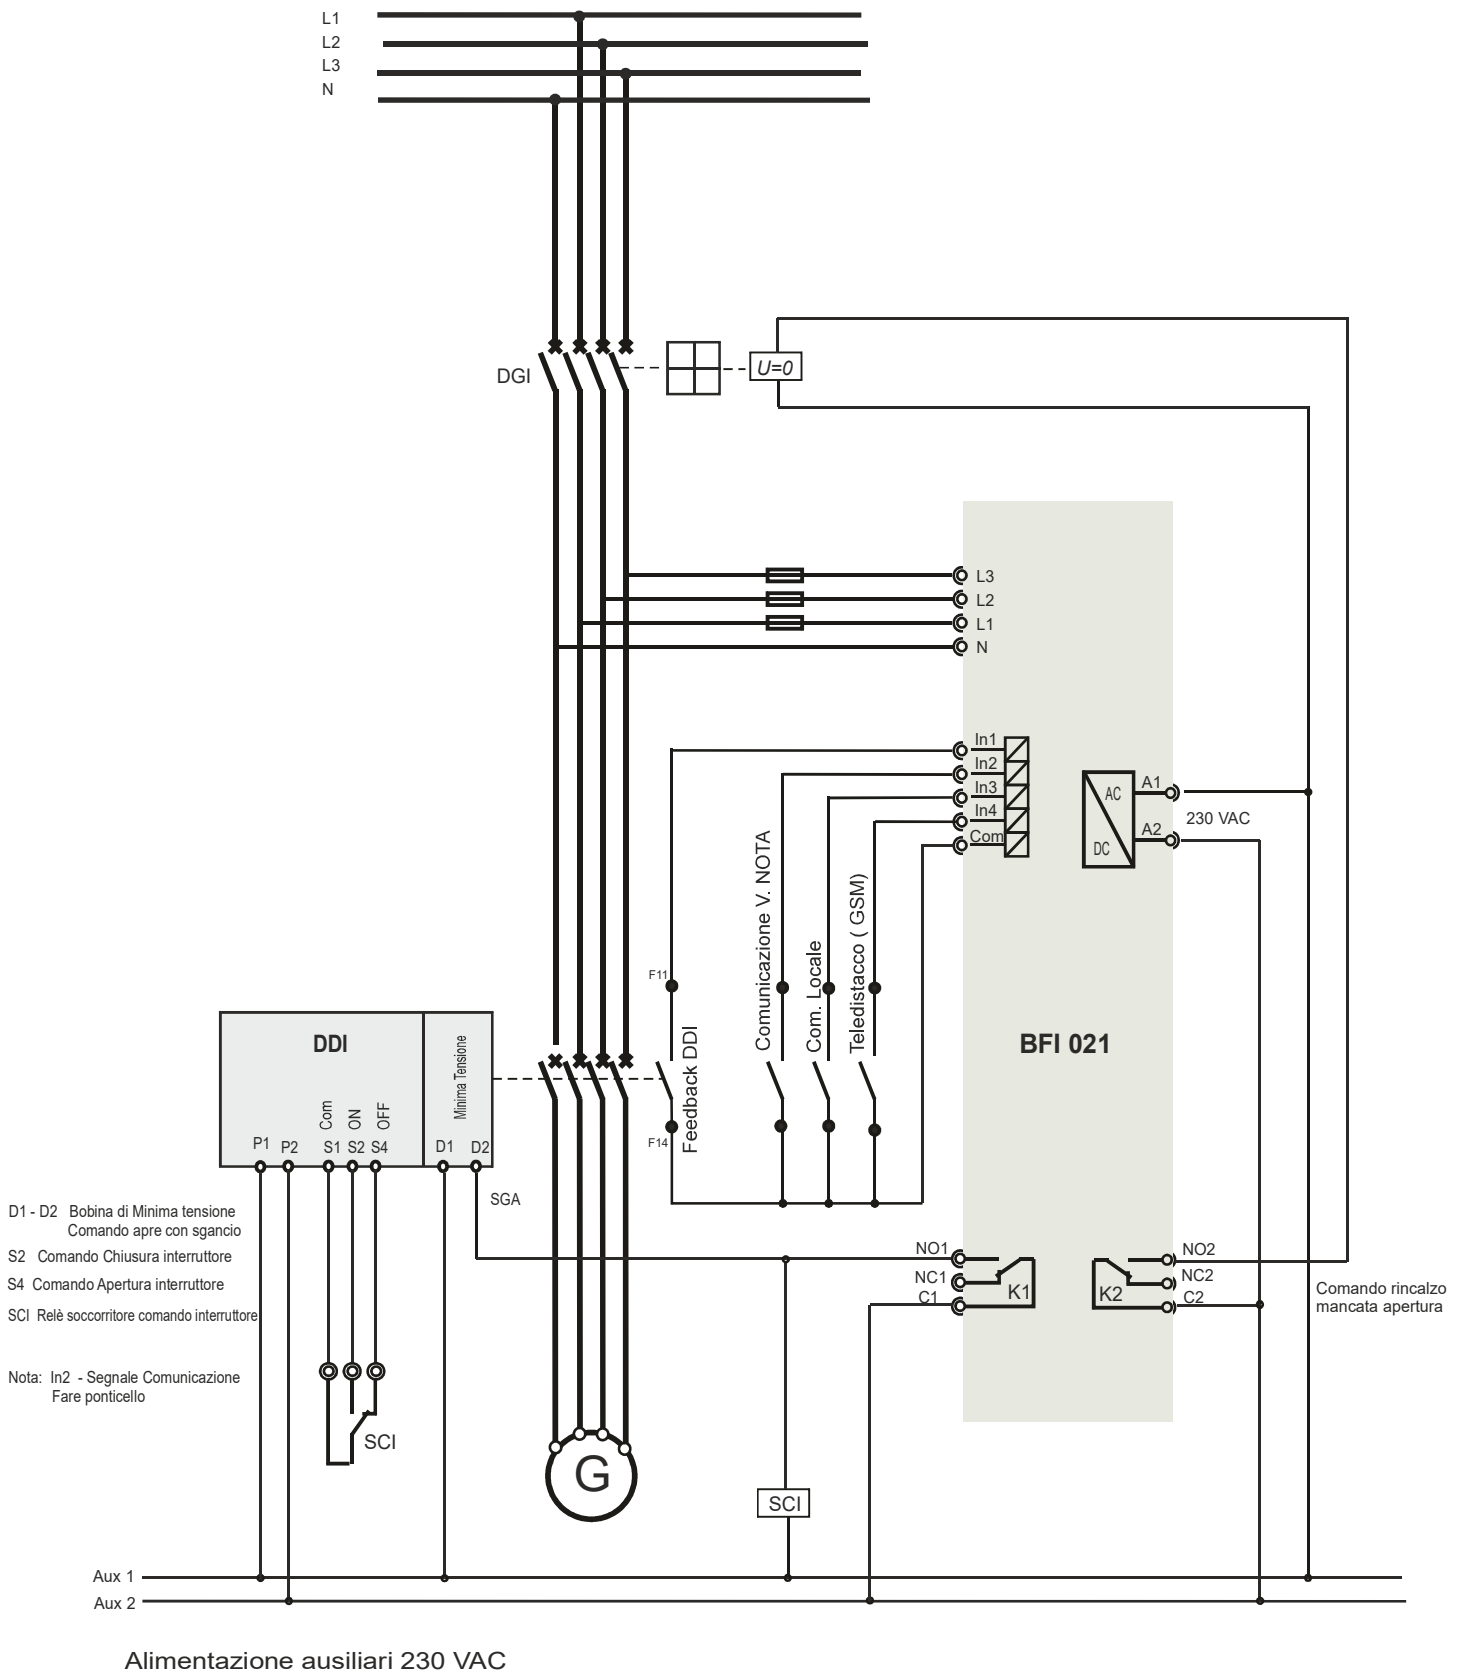 L1
L2
L3
N
DGI
U=0
L3
L2
L1
N
In1
In2
In3
In4
Com
AC
DC
A1
A2
230 VAC
Comunicazione V. NOTA
Com. Locale
Teledistacco ( GSM)
F11
Feedback DDI
F14
BFI 021
DDI
Minima Tensione
Com
ON
OFF
P1
P2
S1
S2
S4
D1
D2
SGA
D1 - D2 Bobina di Minima tensione
Comando apre con sgancio
S2 Comando Chiusura interruttore
S4 Comando Apertura interruttore
SCI Relè soccorritore comando interruttore
Nota: In2 - Segnale Comunicazione
Fare ponticello
SCI
G
NO1
NC1
C1
K1
K2
NO2
NC2
C2
Comando rincalzo
mancata apertura
SCI
Aux 1
Aux 2
Alimentazione ausiliari 230 VAC